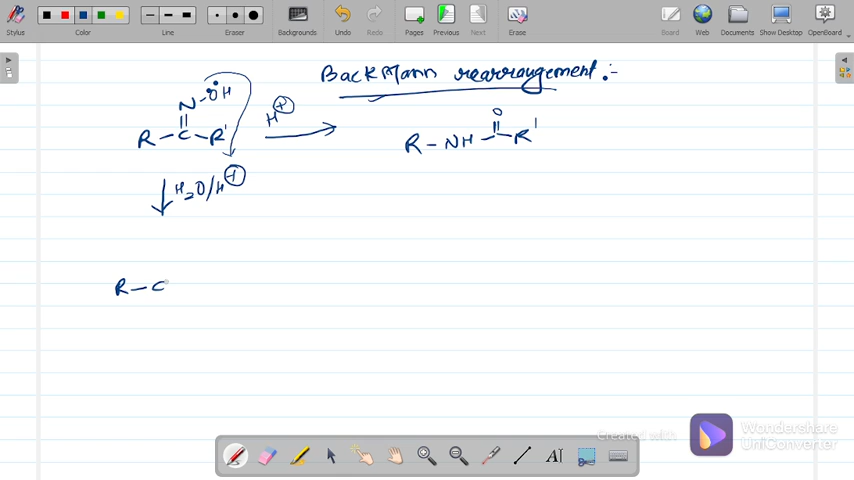 Stylus Color Line Eraser Backgrounds Undo Redo Pages Previous Next Erase Board Web Documents Show Desktop OpenBoard
BackMann rearrangement :-
N-ÖH
R-C-R'
H⊕
O
R-NH-C-R'
H2O/H⊕
R-C
Created with
Wondershare
UniConverter